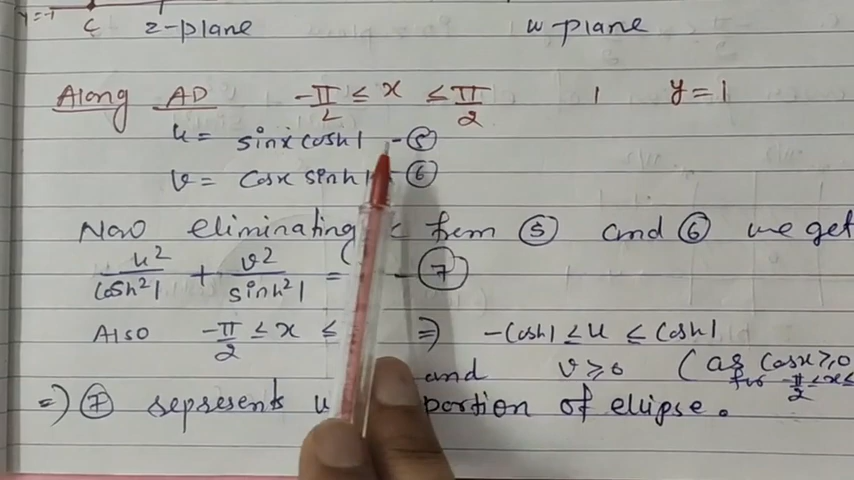 y=-1 C z-plane w-plane
Along AD -π/2 ≤ x ≤ π/2 1 y=1
u= sinx cosh1 - ⑤
v= cosx sinh1 ⑥
Now eliminating from ⑤ and ⑥ we get
u²/cosh²1 + v²/sinh²1 = - ⑦
Also -π/2 ≤ x ≤ ⇒ -cosh1 ≤ u ≤ cosh1
and v ≥ 0 (as cosx ≥ 0
for -π/2 ≤ x ≤
⇒ ⑦ represents portion of ellipse.